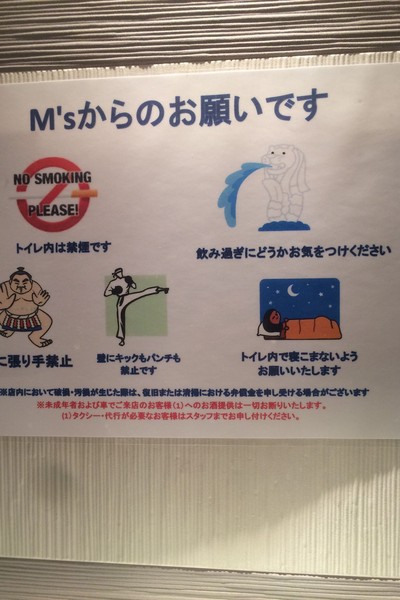 M'sからのお願いです
NO SMOKING
PLEASE!
トイレ内は禁煙です
飲み過ぎにどうかお気をつけください
に張り手禁止
壁にキックもパンチも
禁止です
トイレ内で寝こまないよう
お願いいたします
※店内において破損・汚損が生じた際は、復旧または清掃における弁償金を申し受ける場合がございます
※未成年者および車でご来店のお客様(1)へのお酒提供は一切お断りいたします。
(1)タクシー・代行が必要なお客様はスタッフまでお申し付けください。